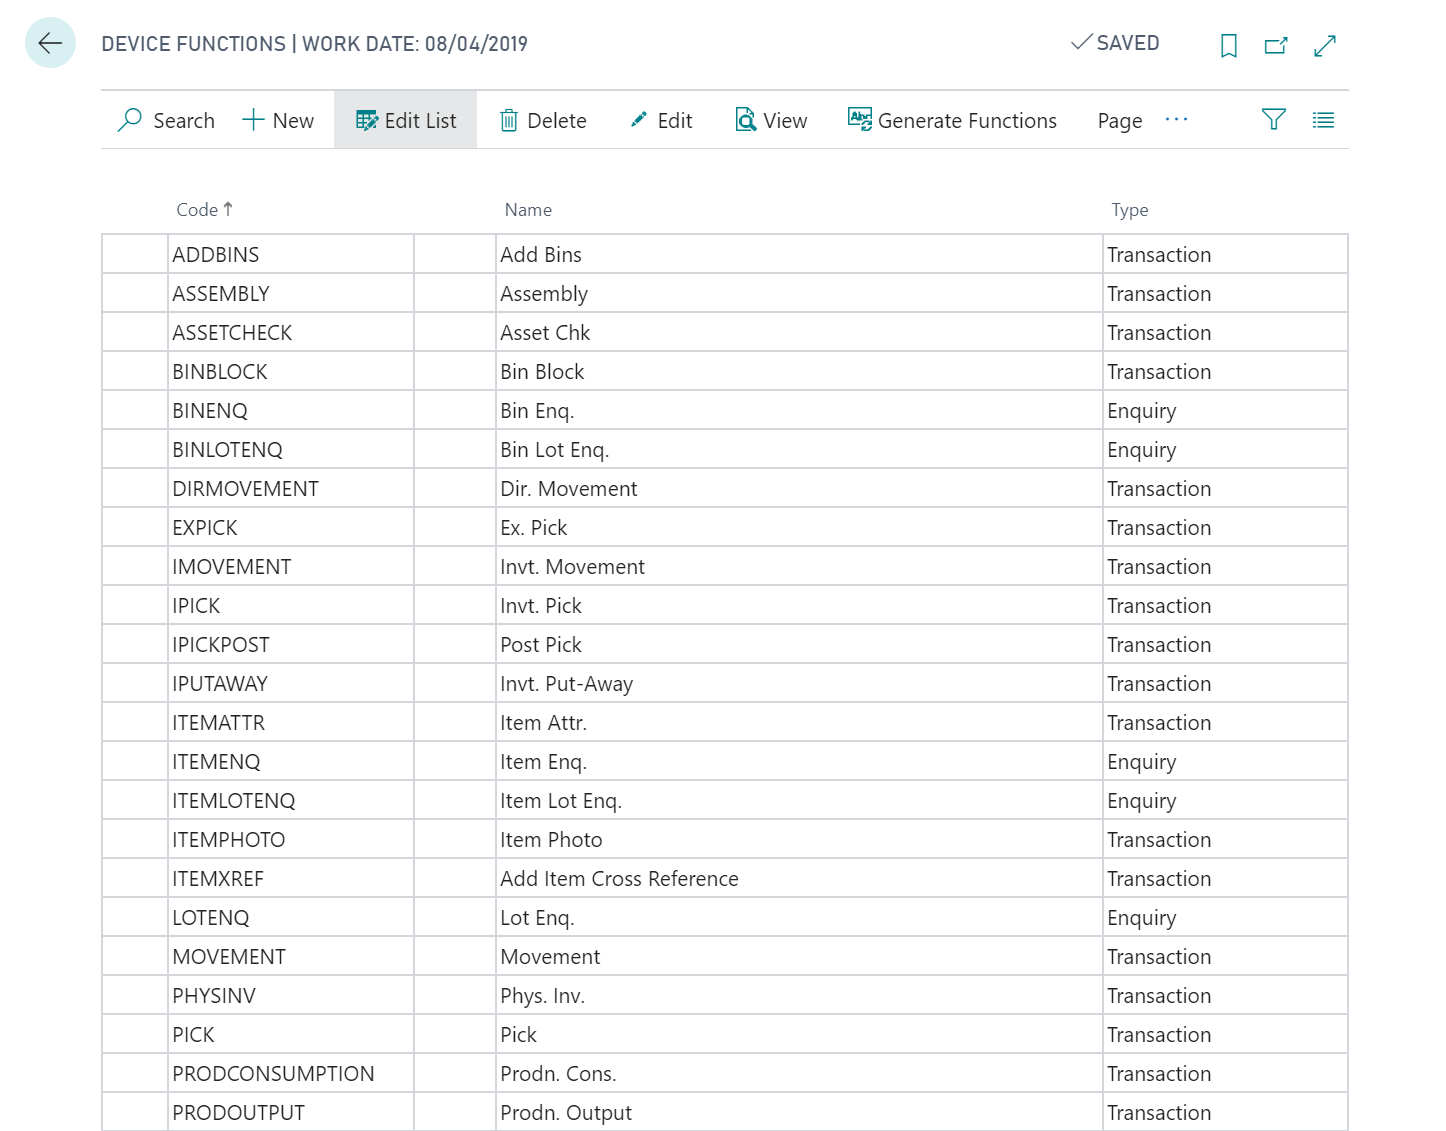 DEVICE FUNCTIONS | WORK DATE: 08/04/2019 SAVED
Search New Edit List Delete Edit View Generate Functions Page ...
Code ↑ Name Type
ADDBINS Add Bins Transaction
ASSEMBLY Assembly Transaction
ASSETCHECK Asset Chk Transaction
BINBLOCK Bin Block Transaction
BINENQ Bin Enq. Enquiry
BINLOTENQ Bin Lot Enq. Enquiry
DIRMOVEMENT Dir. Movement Transaction
EXPICK Ex. Pick Transaction
IMOVEMENT Invt. Movement Transaction
IPICK Invt. Pick Transaction
IPICKPOST Post Pick Transaction
IPUTAWAY Invt. Put-Away Transaction
ITEMATTR Item Attr. Transaction
ITEMENQ Item Enq. Enquiry
ITEMLOTENQ Item Lot Enq. Enquiry
ITEMPHOTO Item Photo Transaction
ITEMXREF Add Item Cross Reference Transaction
LOTENQ Lot Enq. Enquiry
MOVEMENT Movement Transaction
PHYSINV Phys. Inv. Transaction
PICK Pick Transaction
PRODCONSUMPTION Prodn. Cons. Transaction
PRODOUTPUT Prodn. Output Transaction